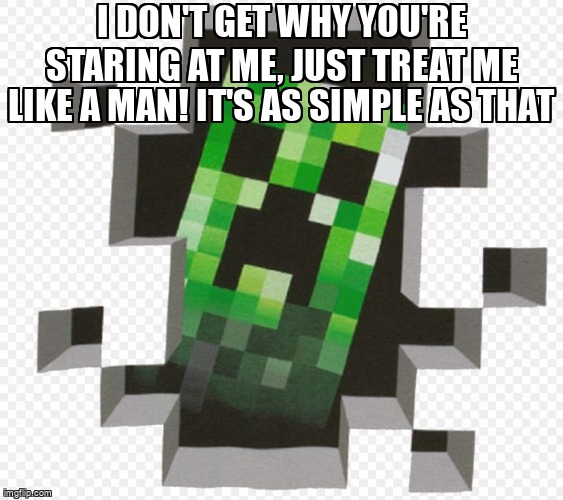 I DON'T GET WHY YOU'RE
STARING AT ME, JUST TREAT ME
LIKE A MAN! IT'S AS SIMPLE AS THAT
imgflip.com